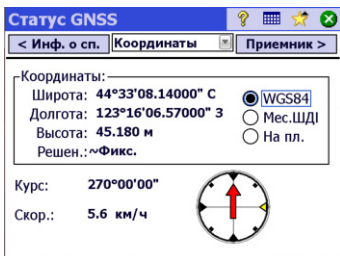 Статус GNSS
< Инф. о сп. Координаты Приемник >
Координаты:
Широта: 44°33'08.14000" С
Долгота: 123°16'06.57000" З
Высота: 45.180 м
Решен.: ~Фикс.
WGS84
Мес.ШДІ
На пл.
Курс: 270°00'00"
Скор.: 5.6 км/ч